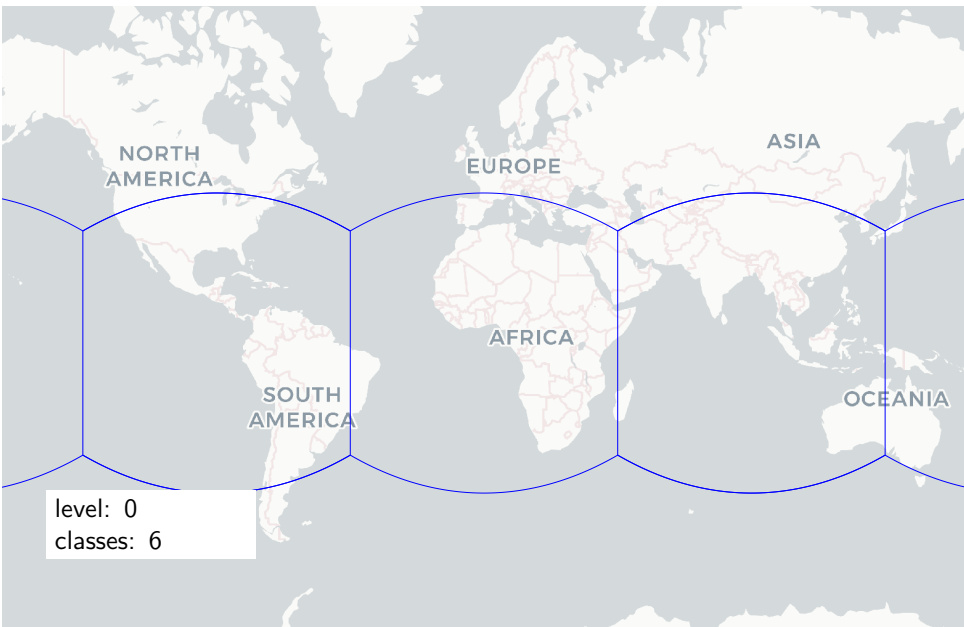 NORTH
AMERICA
EUROPE
ASIA
AFRICA
SOUTH
AMERICA
OCEANIA
level: 0
classes: 6